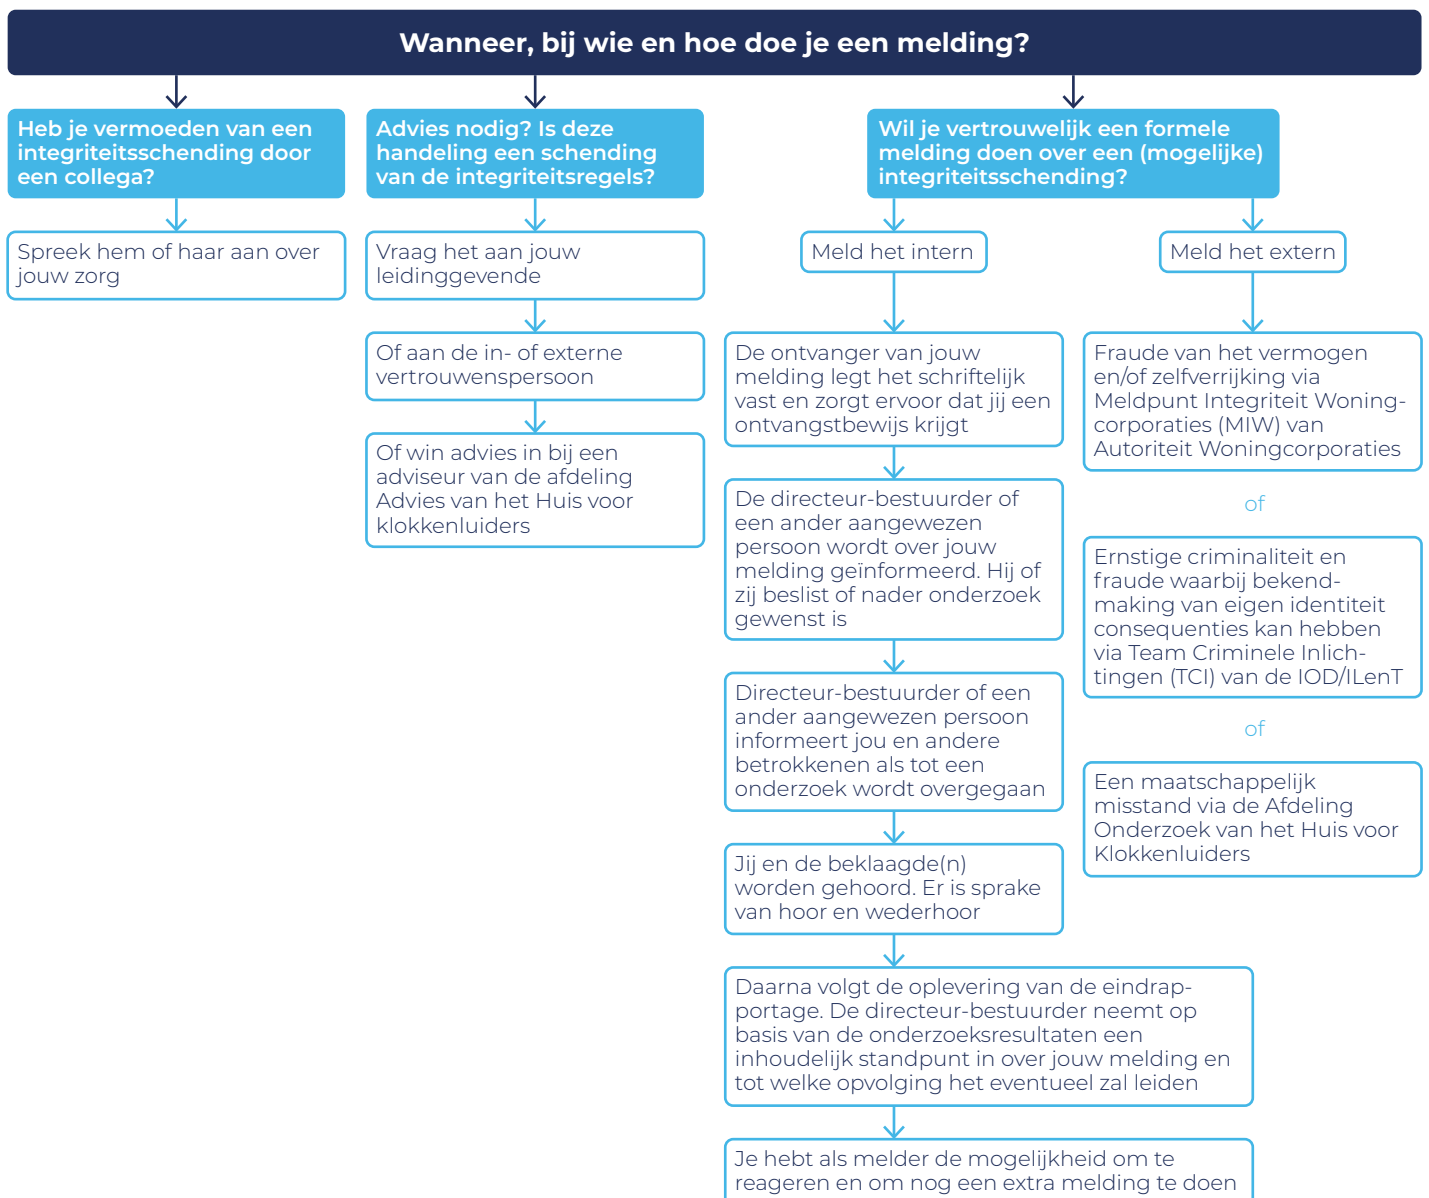 Wanneer, bij wie en hoe doe je een melding?
Heb je vermoeden van een
integriteitsschending door
een collega?
Spreek hem of haar aan over
jouw zorg
Advies nodig? Is deze
handeling een schending
van de integriteitsregels?
Vraag het aan jouw
leidinggevende
Of aan de in- of externe
vertrouwenspersoon
Of win advies in bij een
adviseur van de afdeling
Advies van het Huis voor
klokkenluiders
Wil je vertrouwelijk een formele
melding doen over een (mogelijke)
integriteitsschending?
Meld het intern
De ontvanger van jouw
melding legt het schriftelijk
vast en zorgt ervoor dat jij een
ontvangstbewijs krijgt
De directeur-bestuurder of
een ander aangewezen
persoon wordt over jouw
melding geïnformeerd. Hij of
zij beslist of nader onderzoek
gewenst is
Directeur-bestuurder of een
ander aangewezen persoon
informeert jou en andere
betrokkenen als tot een
onderzoek wordt overgegaan
Jij en de beklaagde(n)
worden gehoord. Er is sprake
van hoor en wederhoor
Daarna volgt de oplevering van de eindrap-
portage. De directeur-bestuurder neemt op
basis van de onderzoeksresultaten een
inhoudelijk standpunt in over jouw melding en
tot welke opvolging het eventueel zal leiden
Je hebt als melder de mogelijkheid om te
reageren en om nog een extra melding te doen
Meld het extern
Fraude van het vermogen
en/of zelfverrijking via
Meldpunt Integriteit Woning-
corporaties (MIW) van
Autoriteit Woningcorporaties
of
Ernstige criminaliteit en
fraude waarbij bekend-
making van eigen identiteit
consequenties kan hebben
via Team Criminele Inlich-
tingen (TCI) van de IOD/ILenT
of
Een maatschappelijk
misstand via de Afdeling
Onderzoek van het Huis voor
Klokkenluiders